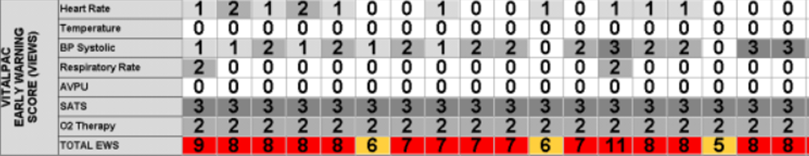 VITALPAC
EARLY WARNING
SCORE (VIEWS)
Heart Rate 1 2 1 2 1 0 0 1 0 0 1 0 1 1 1 0 0 0
Temperature 0 0 0 0 0 0 0 0 0 0 0 0 0 0 0 0 0 0
BP Systolic 1 1 2 1 2 1 2 1 2 2 0 2 3 2 2 0 3 3
Respiratory Rate 2 0 0 0 0 0 0 0 0 0 0 0 2 0 0 0 0 0
AVPU 0 0 0 0 0 0 0 0 0 0 0 0 0 0 0 0 0 0
SATS 3 3 3 3 3 3 3 3 3 3 3 3 3 3 3 3 3 3
O2 Therapy 2 2 2 2 2 2 2 2 2 2 2 2 2 2 2 2 2 2
TOTAL EWS 9 8 8 8 8 6 7 7 7 7 6 7 11 8 8 5 8 8